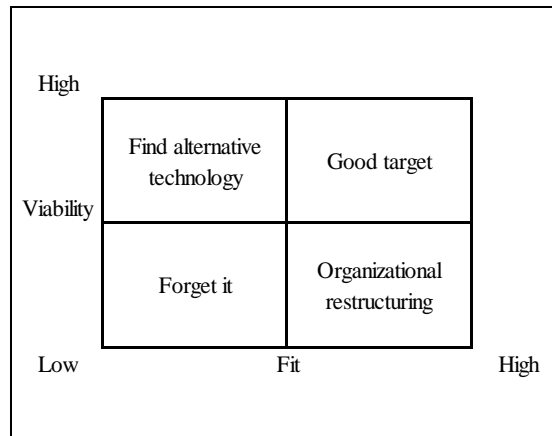 High
Find alternative
technology
Good target
Viability
Forget it
Organizational
restructuring
Low
Fit
High